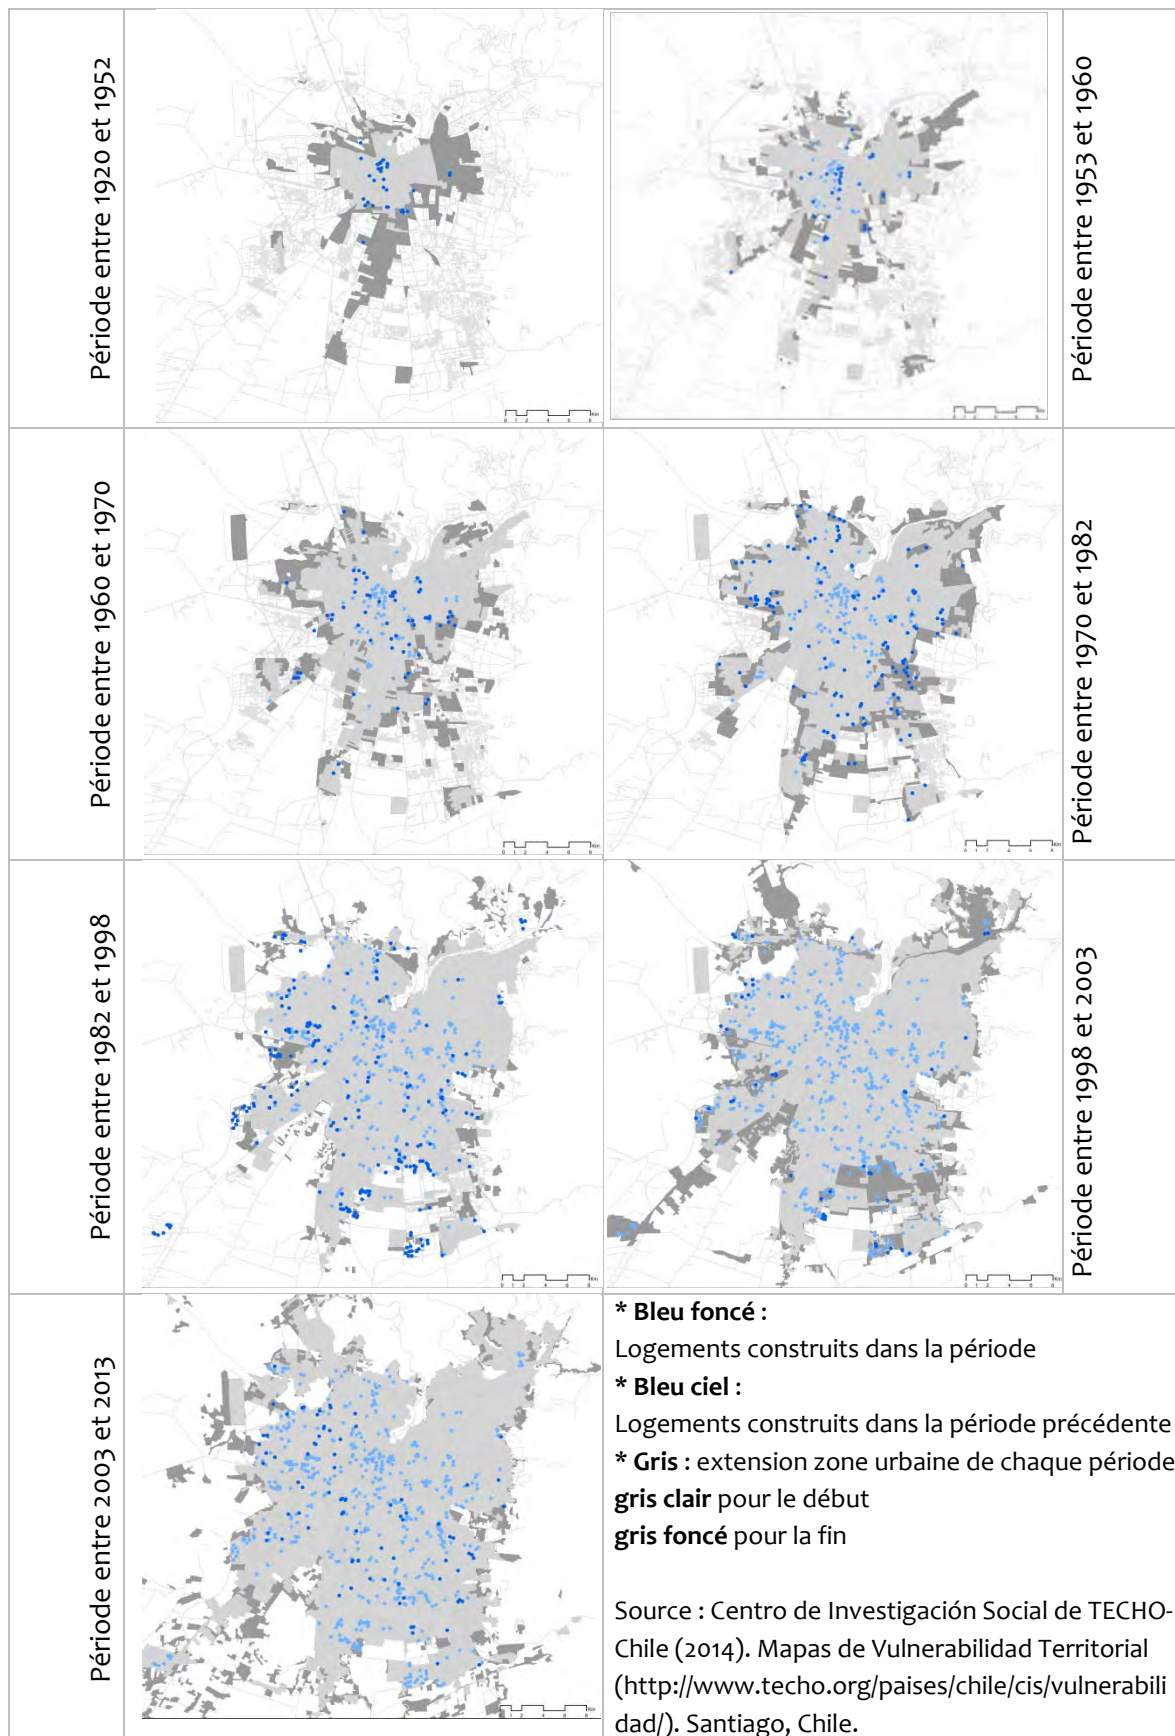 Période entre 1920 et 1952
Période entre 1953 et 1960
Période entre 1960 et 1970
Période entre 1970 et 1982
Période entre 1982 et 1998
Période entre 1998 et 2003
Période entre 2003 et 2013
* Bleu foncé :
Logements construits dans la période
* Bleu ciel :
Logements construits dans la période précédente
* Gris : extension zone urbaine de chaque période
gris clair pour le début
gris foncé pour la fin
Source : Centro de Investigación Social de TECHO-
Chile (2014). Mapas de Vulnerabilidad Territorial
(http://www.techo.org/paises/chile/cis/vulnerabili
dad/). Santiago, Chile.